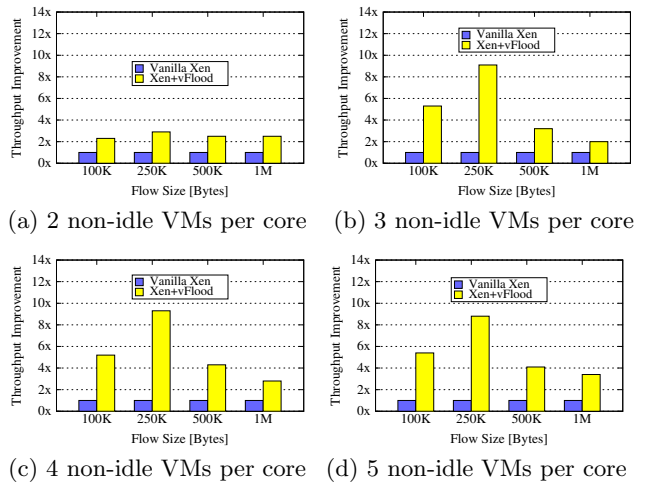 14x
12x
10x
8x
6x
4x
2x
0x
Throughput Improvement
Vanilla Xen
Xen+vFlood
100K 250K 500K 1M
Flow Size [Bytes]
(a) 2 non-idle VMs per core
14x
12x
10x
8x
6x
4x
2x
0x
Throughput Improvement
Vanilla Xen
Xen+vFlood
100K 250K 500K 1M
Flow Size [Bytes]
(b) 3 non-idle VMs per core
14x
12x
10x
8x
6x
4x
2x
0x
Throughput Improvement
Vanilla Xen
Xen+vFlood
100K 250K 500K 1M
Flow Size [Bytes]
(c) 4 non-idle VMs per core
14x
12x
10x
8x
6x
4x
2x
0x
Throughput Improvement
Vanilla Xen
Xen+vFlood
100K 250K 500K 1M
Flow Size [Bytes]
(d) 5 non-idle VMs per core